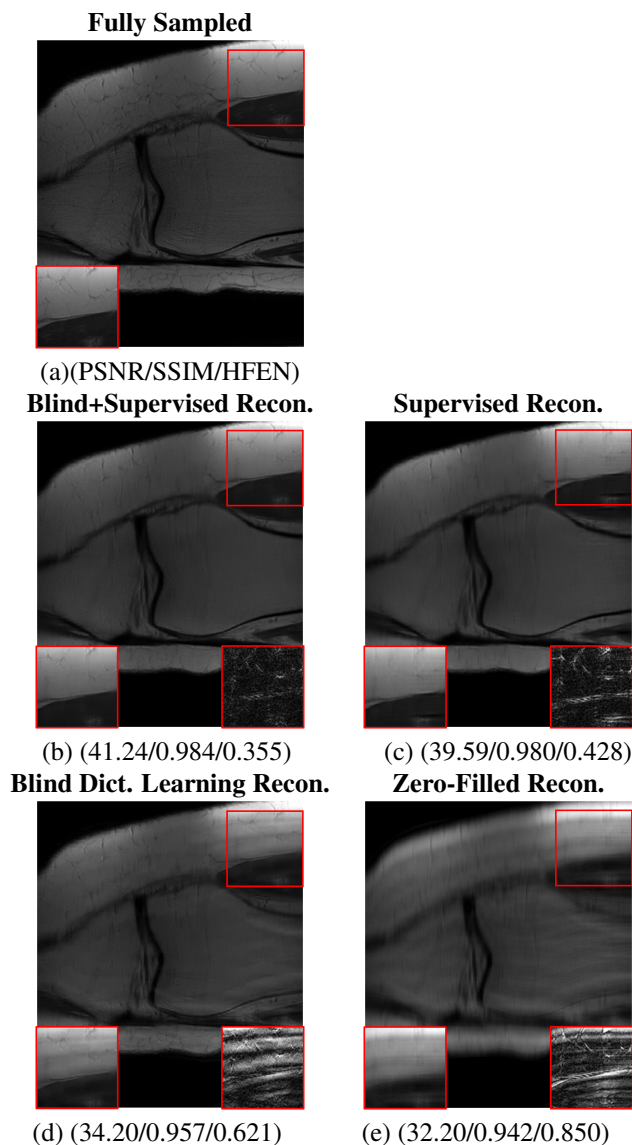 Fully Sampled
(a)(PSNR/SSIM/HFEN)
Blind+Supervised Recon.
Supervised Recon.
(b) (41.24/0.984/0.355)
(c) (39.59/0.980/0.428)
Blind Dict. Learning Recon.
Zero-Filled Recon.
(d) (34.20/0.957/0.621)
(e) (32.20/0.942/0.850)